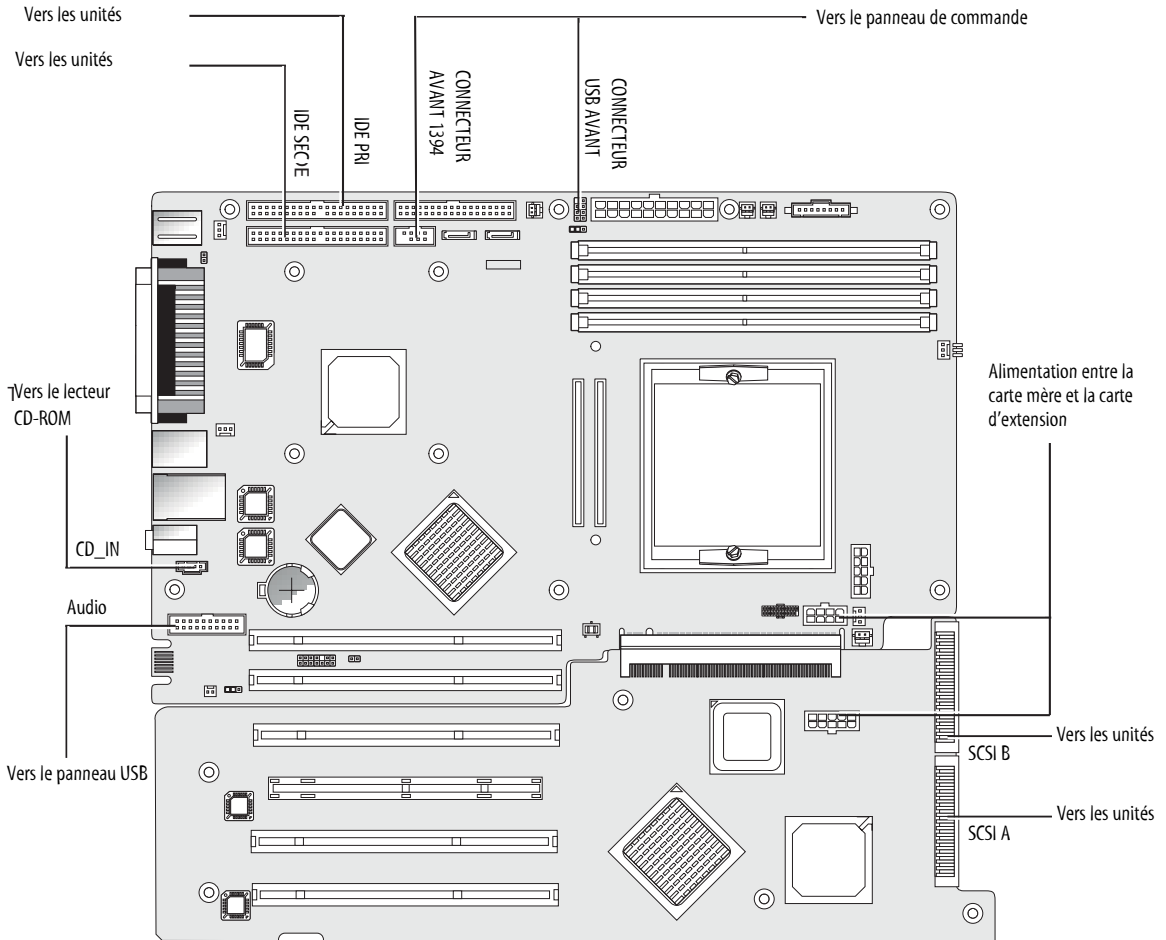 Vers les unités
Vers le panneau de commande
Vers les unités
IDE SEC)E
IDE PRI
CONNECTEUR
AVANT 1394
CONNECTEUR
USB AVANT
Vers le lecteur
CD-ROM
Alimentation entre la
carte mère et la carte
d'extension
CD_IN
Audio
Vers le panneau USB
Vers les unités
SCSI B
Vers les unités
SCSI A